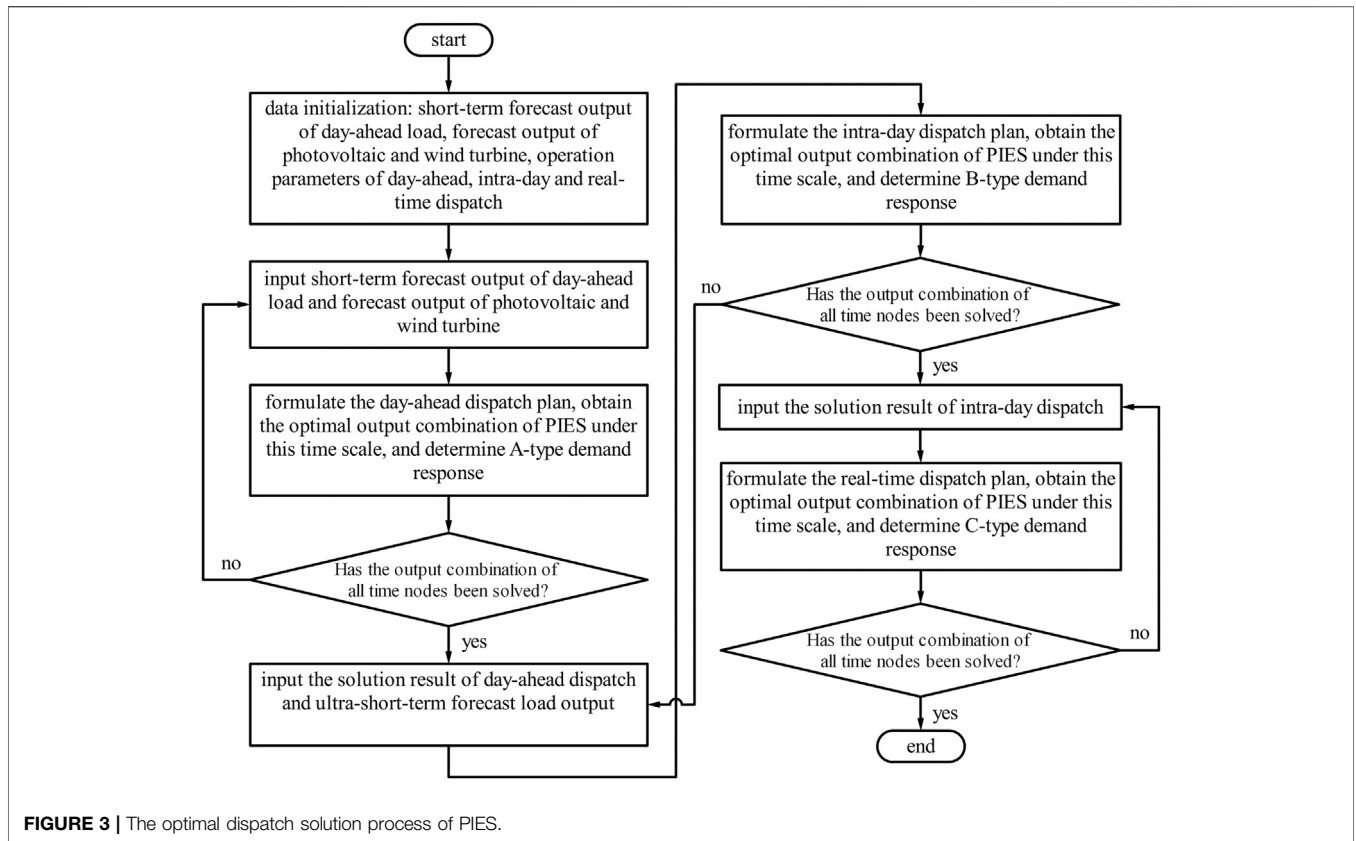 start
data initialization: short-term forecast output
of day-ahead load, forecast output of
photovoltaic and wind turbine, operation
parameters of day-ahead, intra-day and real-
time dispatch
input short-term forecast output of day-ahead
load and forecast output of photovoltaic and
wind turbine
formulate the day-ahead dispatch plan, obtain
the optimal output combination of PIES under
this time scale, and determine A-type demand
response
no
Has the output combination of
all time nodes been solved?
yes
input the solution result of day-ahead dispatch
and ultra-short-term forecast load output
formulate the intra-day dispatch plan, obtain the
optimal output combination of PIES under this
time scale, and determine B-type demand
response
no
Has the output combination of
all time nodes been solved?
yes
input the solution result of intra-day dispatch
formulate the real-time dispatch plan, obtain the
optimal output combination of PIES under this
time scale, and determine C-type demand
response
Has the output combination of
all time nodes been solved?
no
yes
end
FIGURE 3 | The optimal dispatch solution process of PIES.